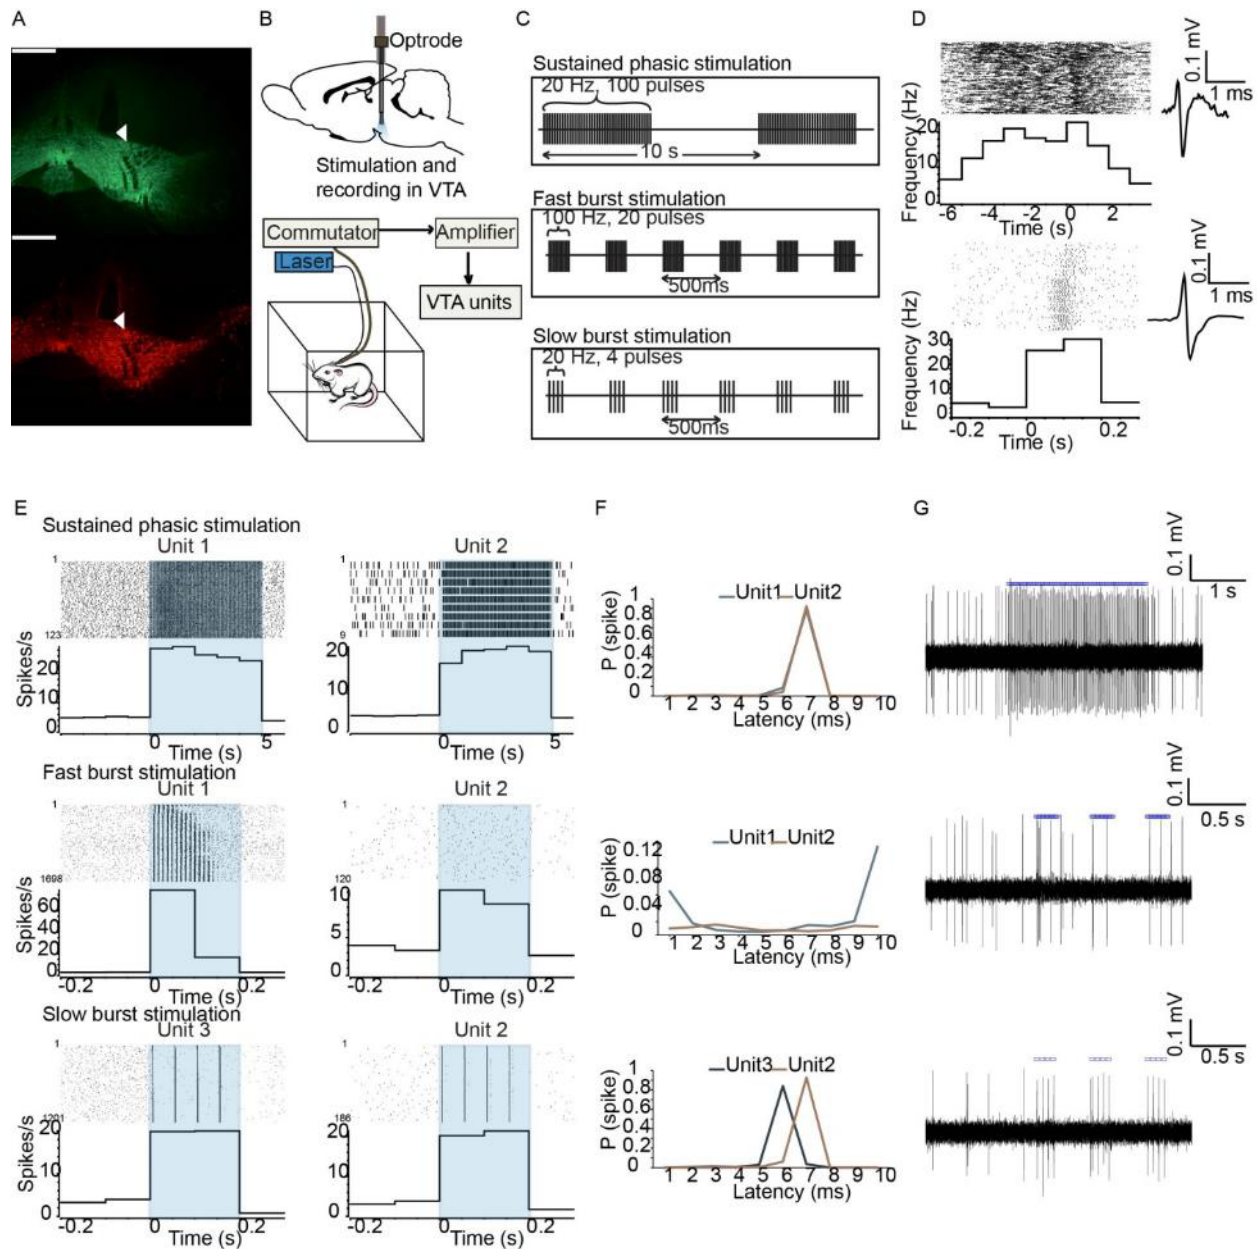 A
B
Optrode
Stimulation and
recording in VTA
Commutator
Amplifier
Laser
VTA units
C
Sustained phasic stimulation
20 Hz, 100 pulses
10 s
Fast burst stimulation
100 Hz, 20 pulses
500ms
Slow burst stimulation
20 Hz, 4 pulses
500ms
D
Frequency (Hz)
20
10
0
-6 -4 -2 0 2
Time (s)
0.1 mV
1 ms
Frequency (Hz)
30
20
10
0
-0.2 0 0.2
Time (s)
0.1 mV
1 ms
E
Sustained phasic stimulation
Unit 1
1
123
Spikes/s
20
10
0
0 5
Time (s)
Unit 2
1
9
20
10
0
0 5
Time (s)
Fast burst stimulation
Unit 1
1
1698
Spikes/s
60
40
20
0
-0.2 0 0.2
Time (s)
Unit 2
1
120
10
5
0
-0.2 0 0.2
Time (s)
Slow burst stimulation
Unit 3
1
1201
Spikes/s
20
10
0
-0.2 0 0.2
Time (s)
Unit 2
1
186
20
10
0
-0.2 0 0.2
Time (s)
F
Unit1 Unit2
P (spike)
1
0.8
0.6
0.4
0.2
0
1 2 3 4 5 6 7 8 9 10
Latency (ms)
Unit1 Unit2
P (spike)
0.12
0.08
0.04
0
1 2 3 4 5 6 7 8 9 10
Latency (ms)
Unit3 Unit2
P (spike)
1
0.8
0.6
0.4
0.2
0
1 2 3 4 5 6 7 8 9 10
Latency (ms)
G
0.1 mV
1 s
0.1 mV
0.5 s
0.1 mV
0.5 s